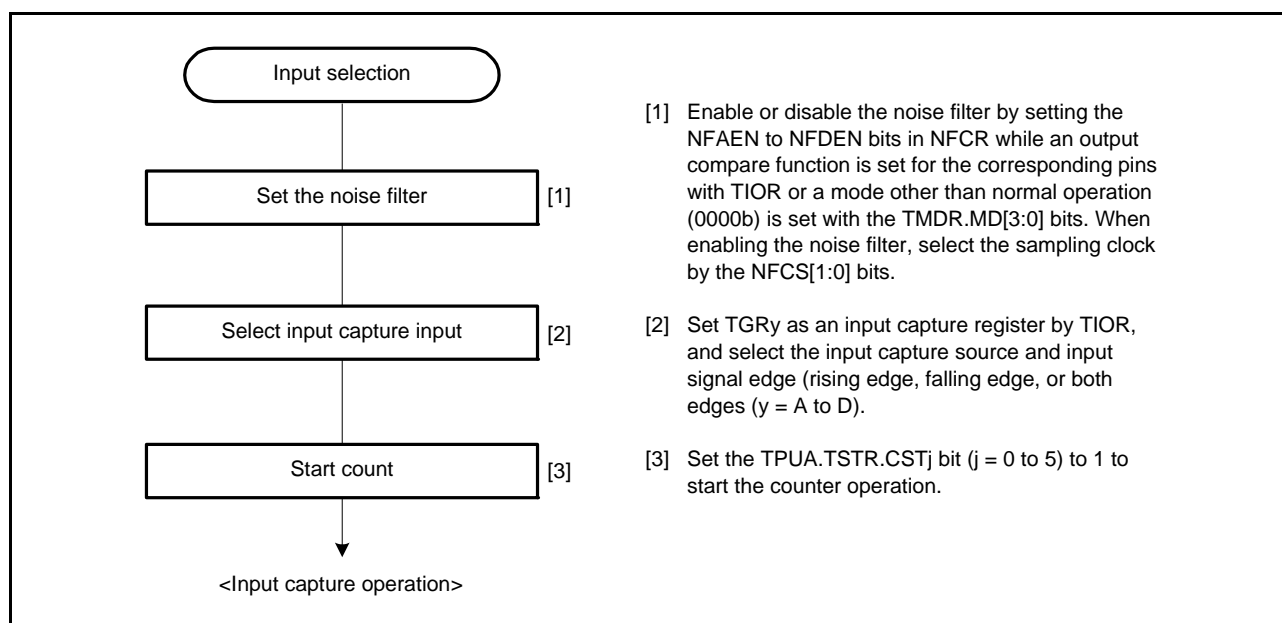 Input selection
Set the noise filter
[1]
Select input capture input
[2]
Start count
[3]
<Input capture operation>
[1] Enable or disable the noise filter by setting the
NFAEN to NFDEN bits in NFCR while an output
compare function is set for the corresponding pins
with TIOR or a mode other than normal operation
(0000b) is set with the TMDR.MD[3:0] bits. When
enabling the noise filter, select the sampling clock
by the NFCS[1:0] bits.
[2] Set TGRy as an input capture register by TIOR,
and select the input capture source and input
signal edge (rising edge, falling edge, or both
edges (y = A to D).
[3] Set the TPUA.TSTR.CSTj bit (j = 0 to 5) to 1 to
start the counter operation.